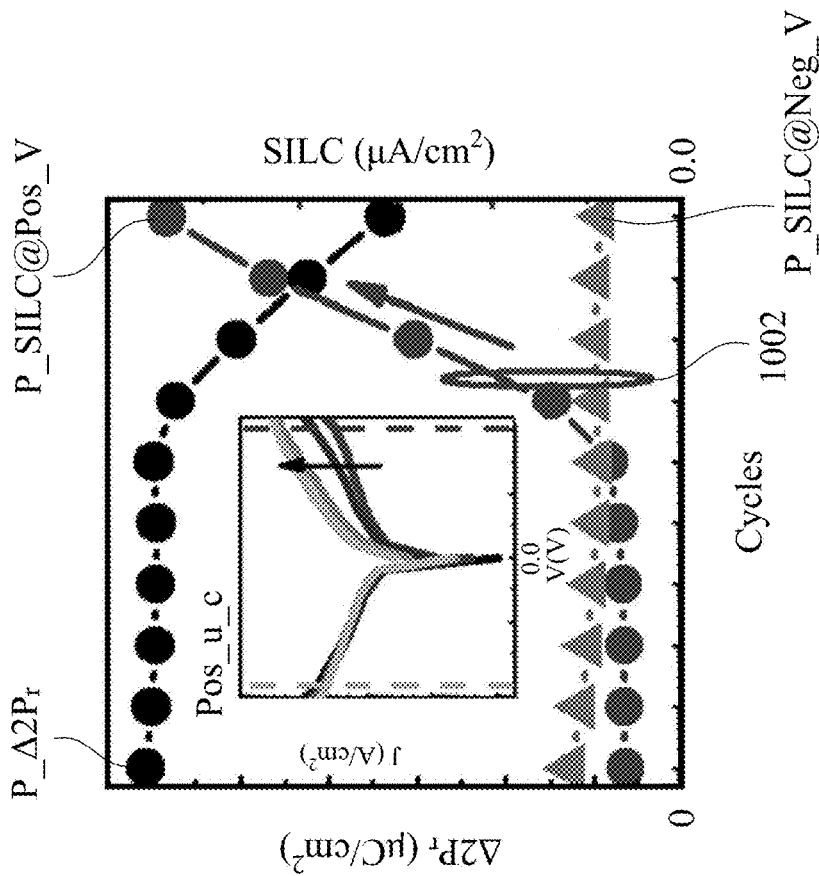 P_Δ2Pᵣ
P_SILC@Pos_V
Δ2Pᵣ (μC/cm²)
SILC (μA/cm²)
Pos_u_c
J (A/cm²)
0.0
V(V)
0
0.0
Cycles
1002
P_SILC@Neg_V